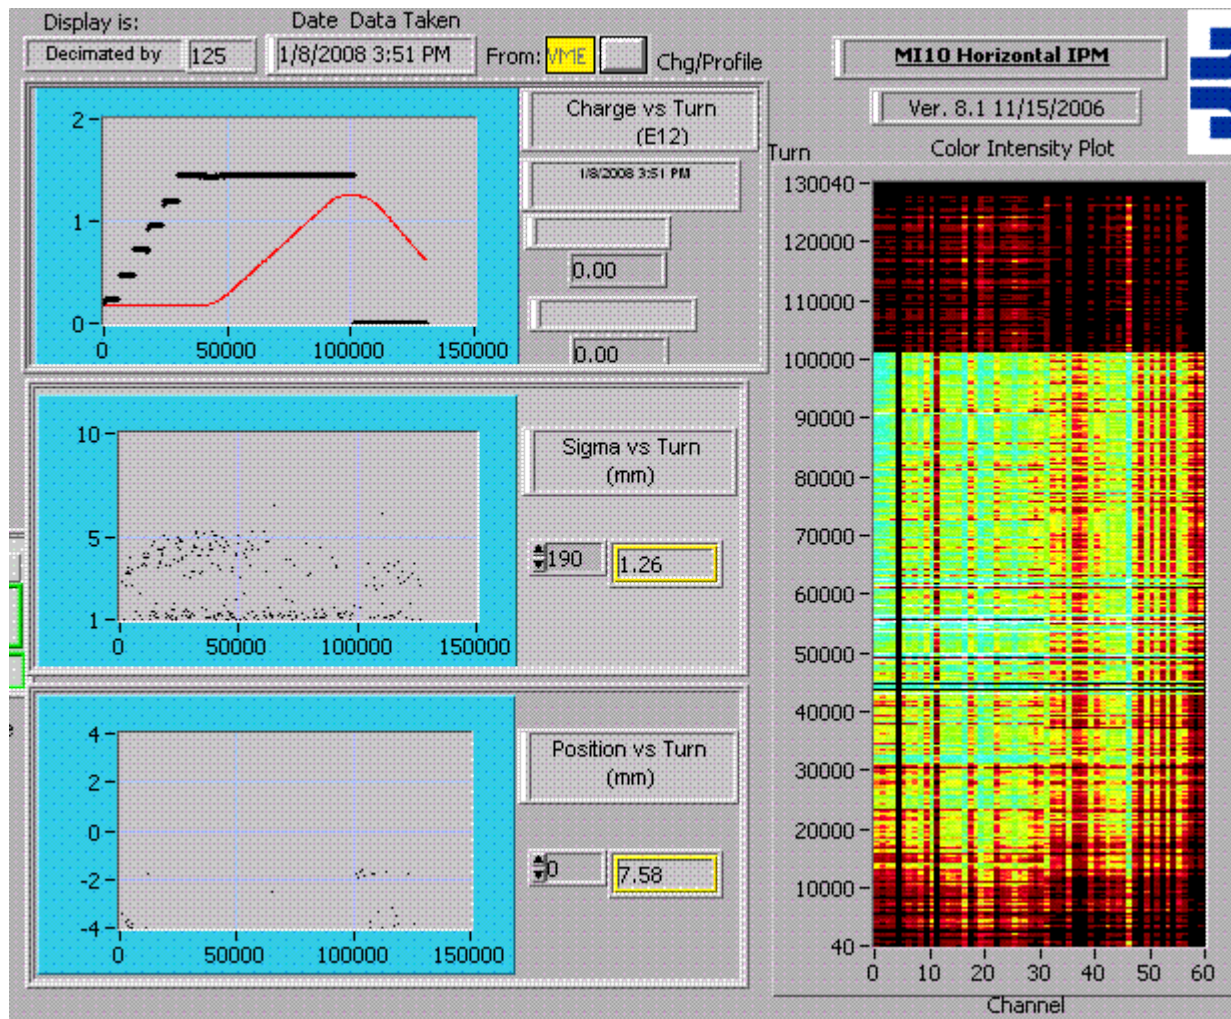 Display is:
Date Data Taken
Decimated by
125
1/8/2008 3:51 PM
From:
VME
Chg/Profile
MI10 Horizontal IPM
Ver. 8.1 11/15/2006
Charge vs Turn
(E12)
1/8/2008 3:51 PM
0.00
0.00
2
1
0
0
50000
100000
150000
Sigma vs Turn
(mm)
190
1.26
10
5
1
0
50000
100000
150000
Position vs Turn
(mm)
0
7.58
4
2
0
-2
-4
0
50000
100000
150000
Turn
Color Intensity Plot
130040
120000
110000
100000
90000
80000
70000
60000
50000
40000
30000
20000
10000
40
0
10
20
30
40
50
60
Channel